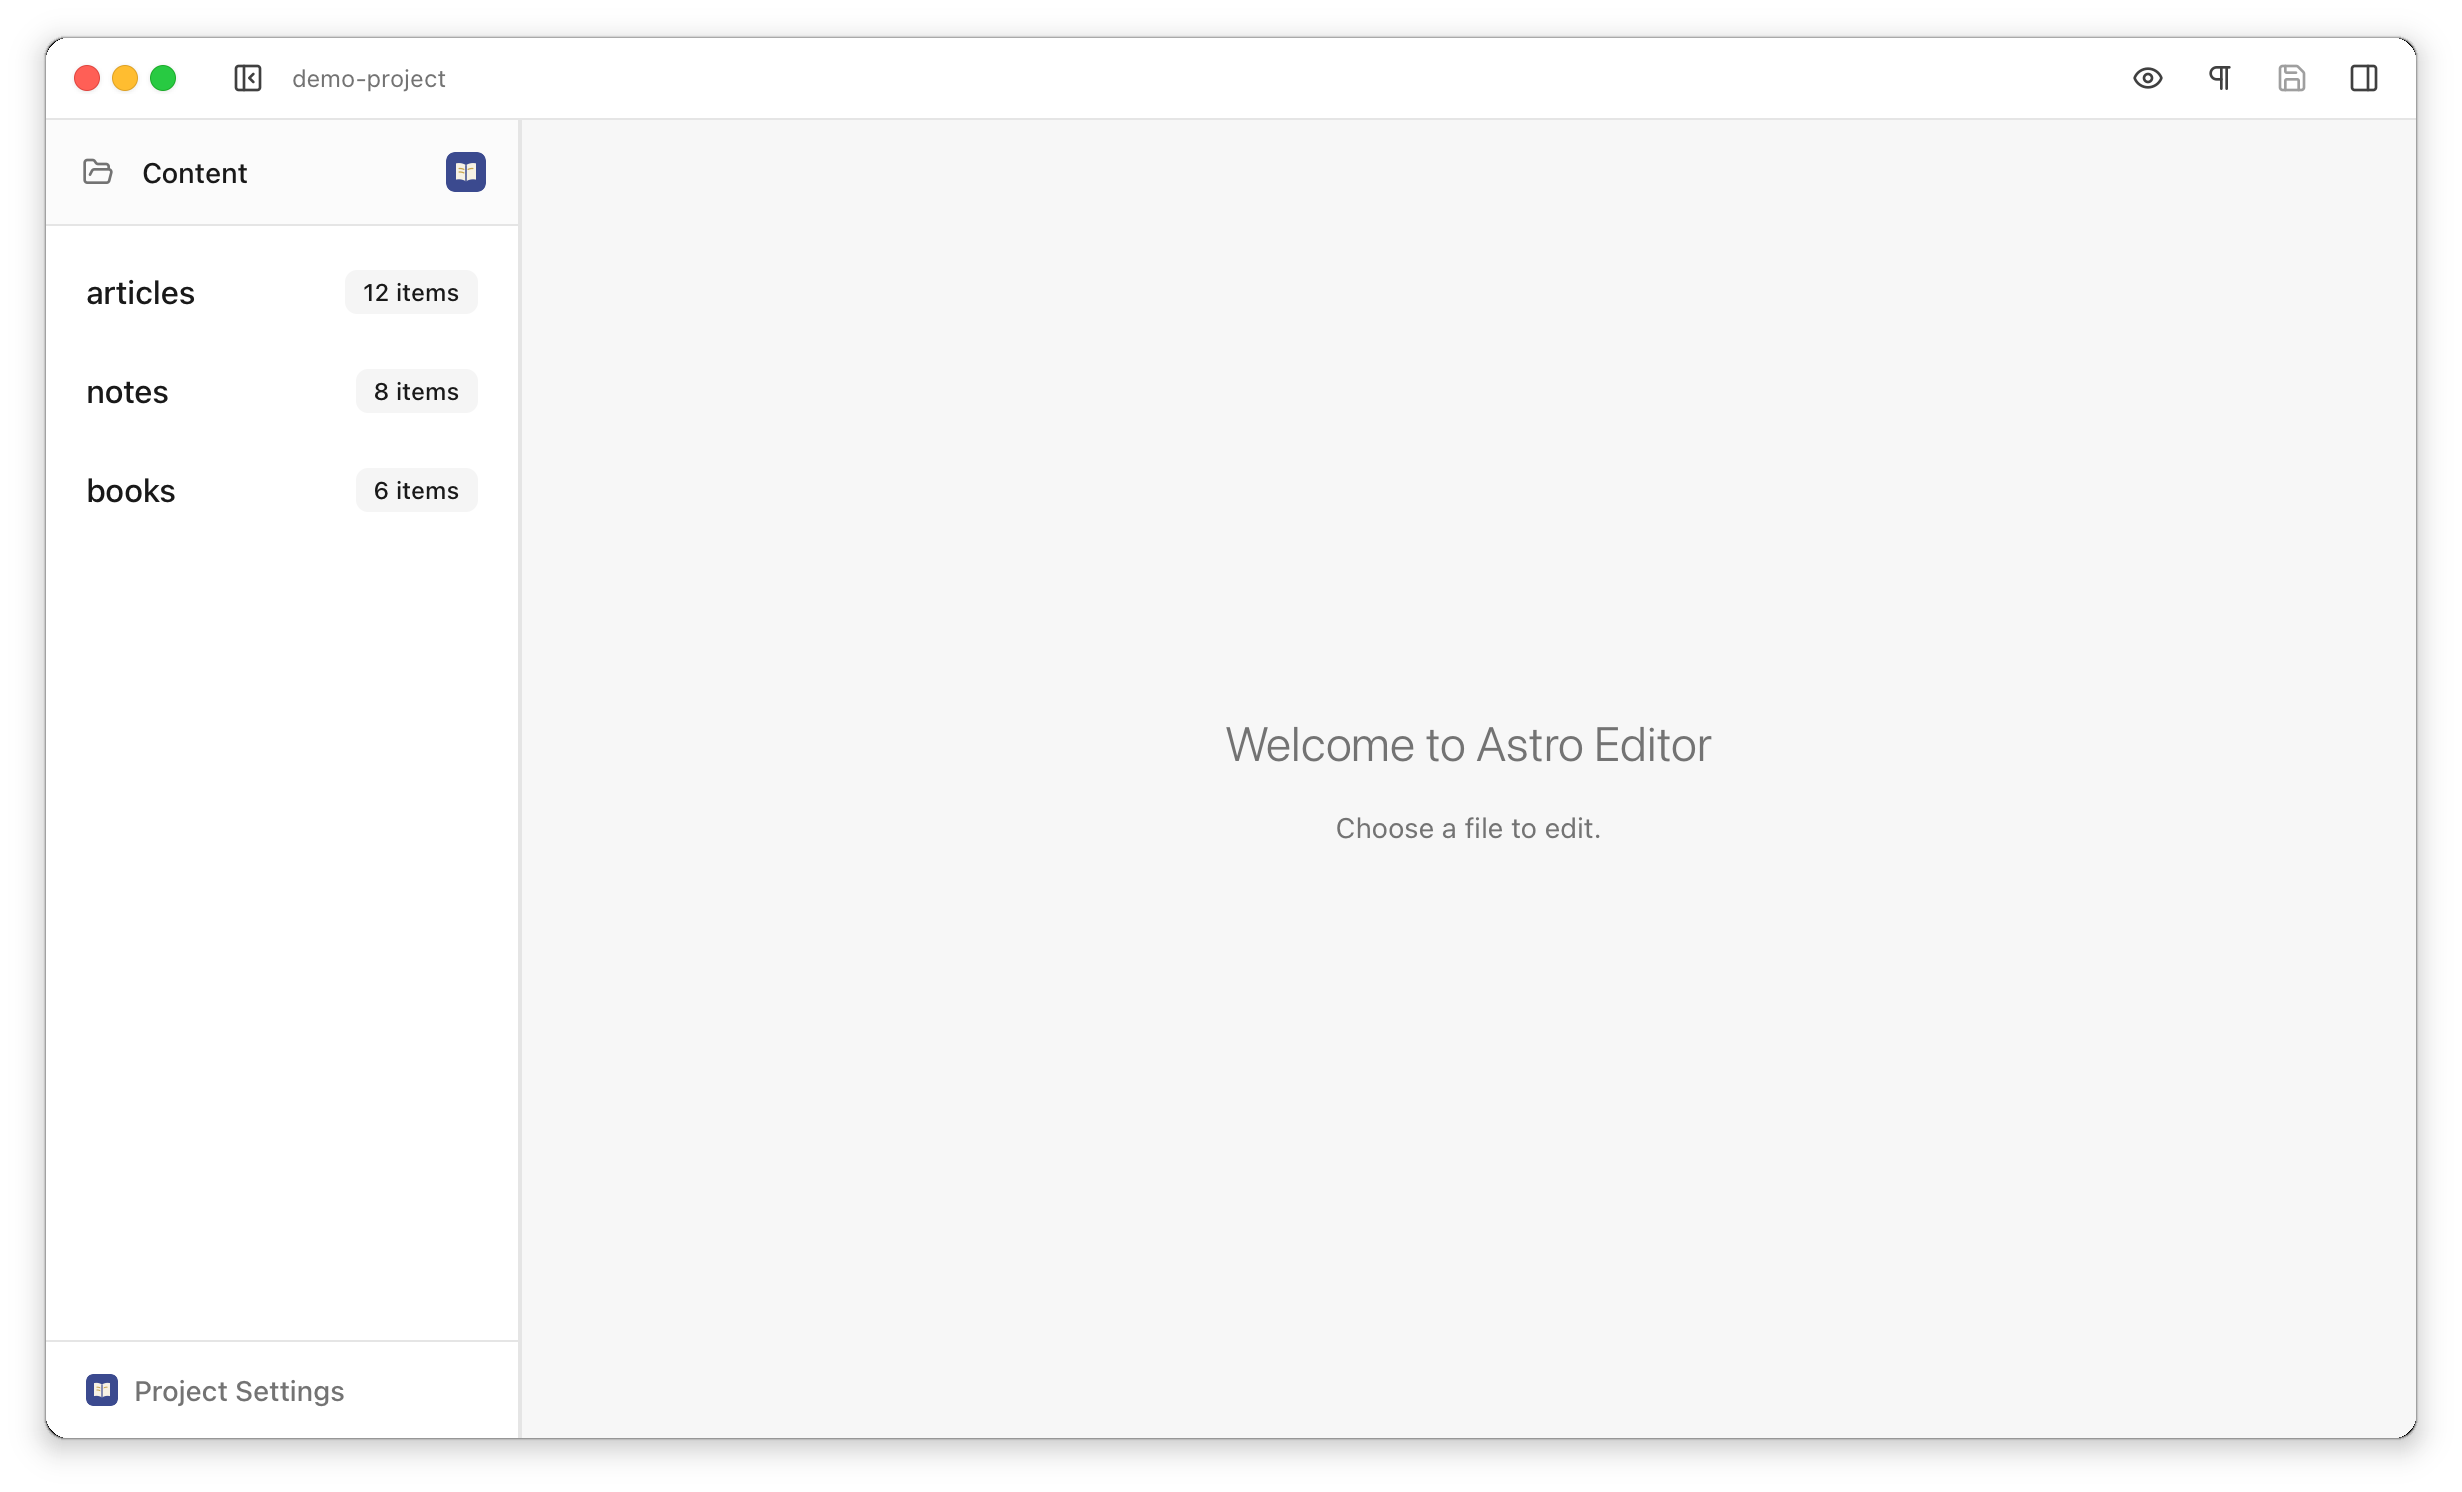 demo-project
Content
articles 12 items
notes 8 items
books 6 items
Welcome to Astro Editor
Choose a file to edit.
Project Settings